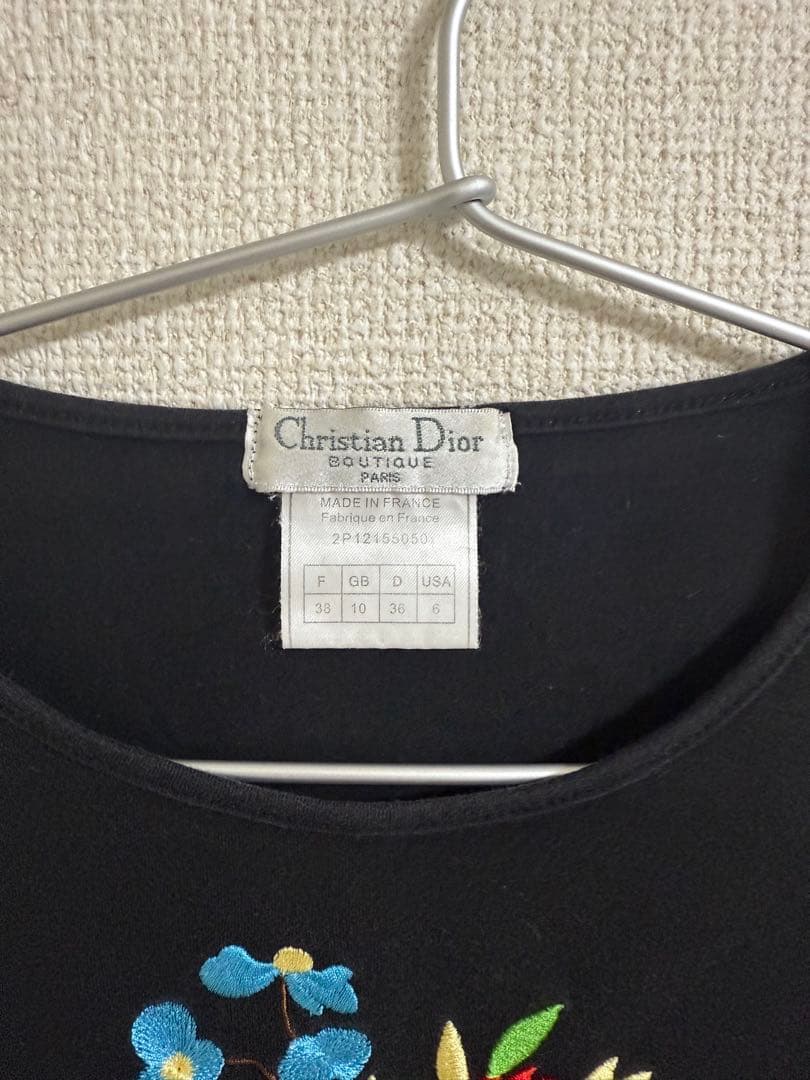 Christian Dior
BOUTIQUE
PARIS
MADE IN FRANCE
Fabrique en France
2P12155050
F GB D USA
38 10 36 6